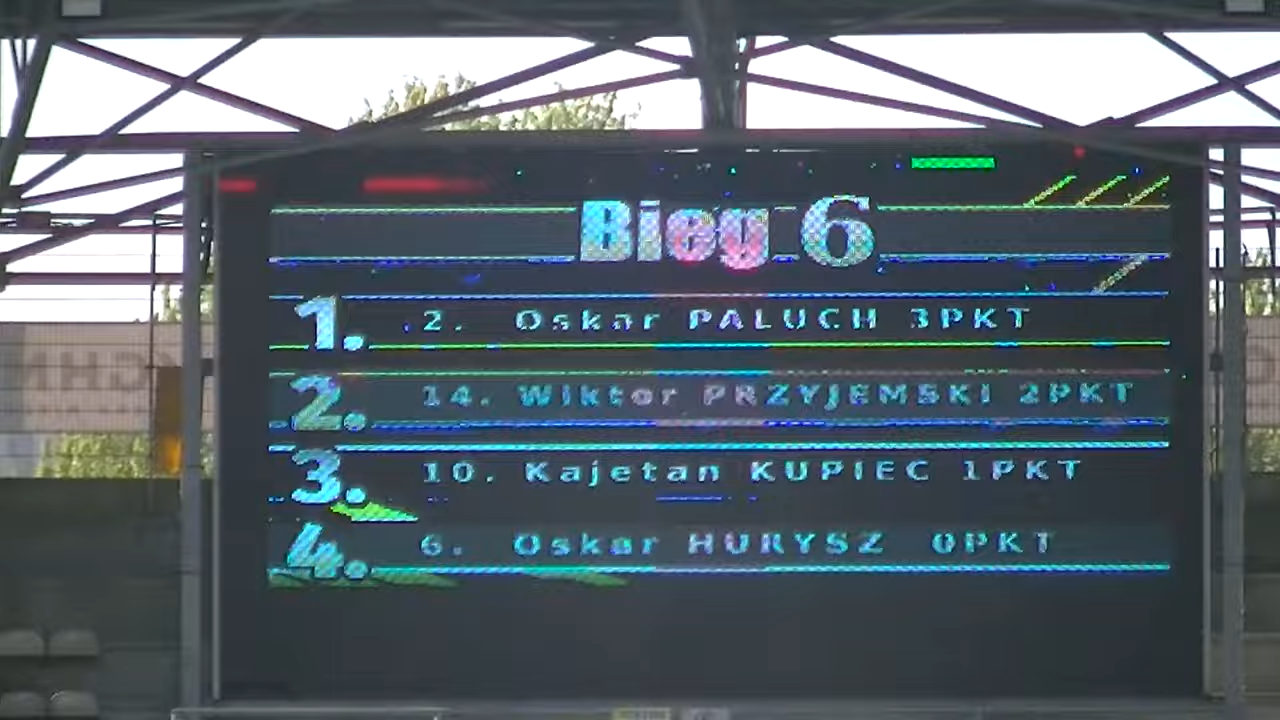 Bieg 6
1. 2. Oskar PALUCH 3PKT
2. 14. Wiktor PRZYJEMSKI 2PKT
3. 10. Kajetan KUPIEC 1PKT
4. 6. Oskar HURYSZ 0PKT